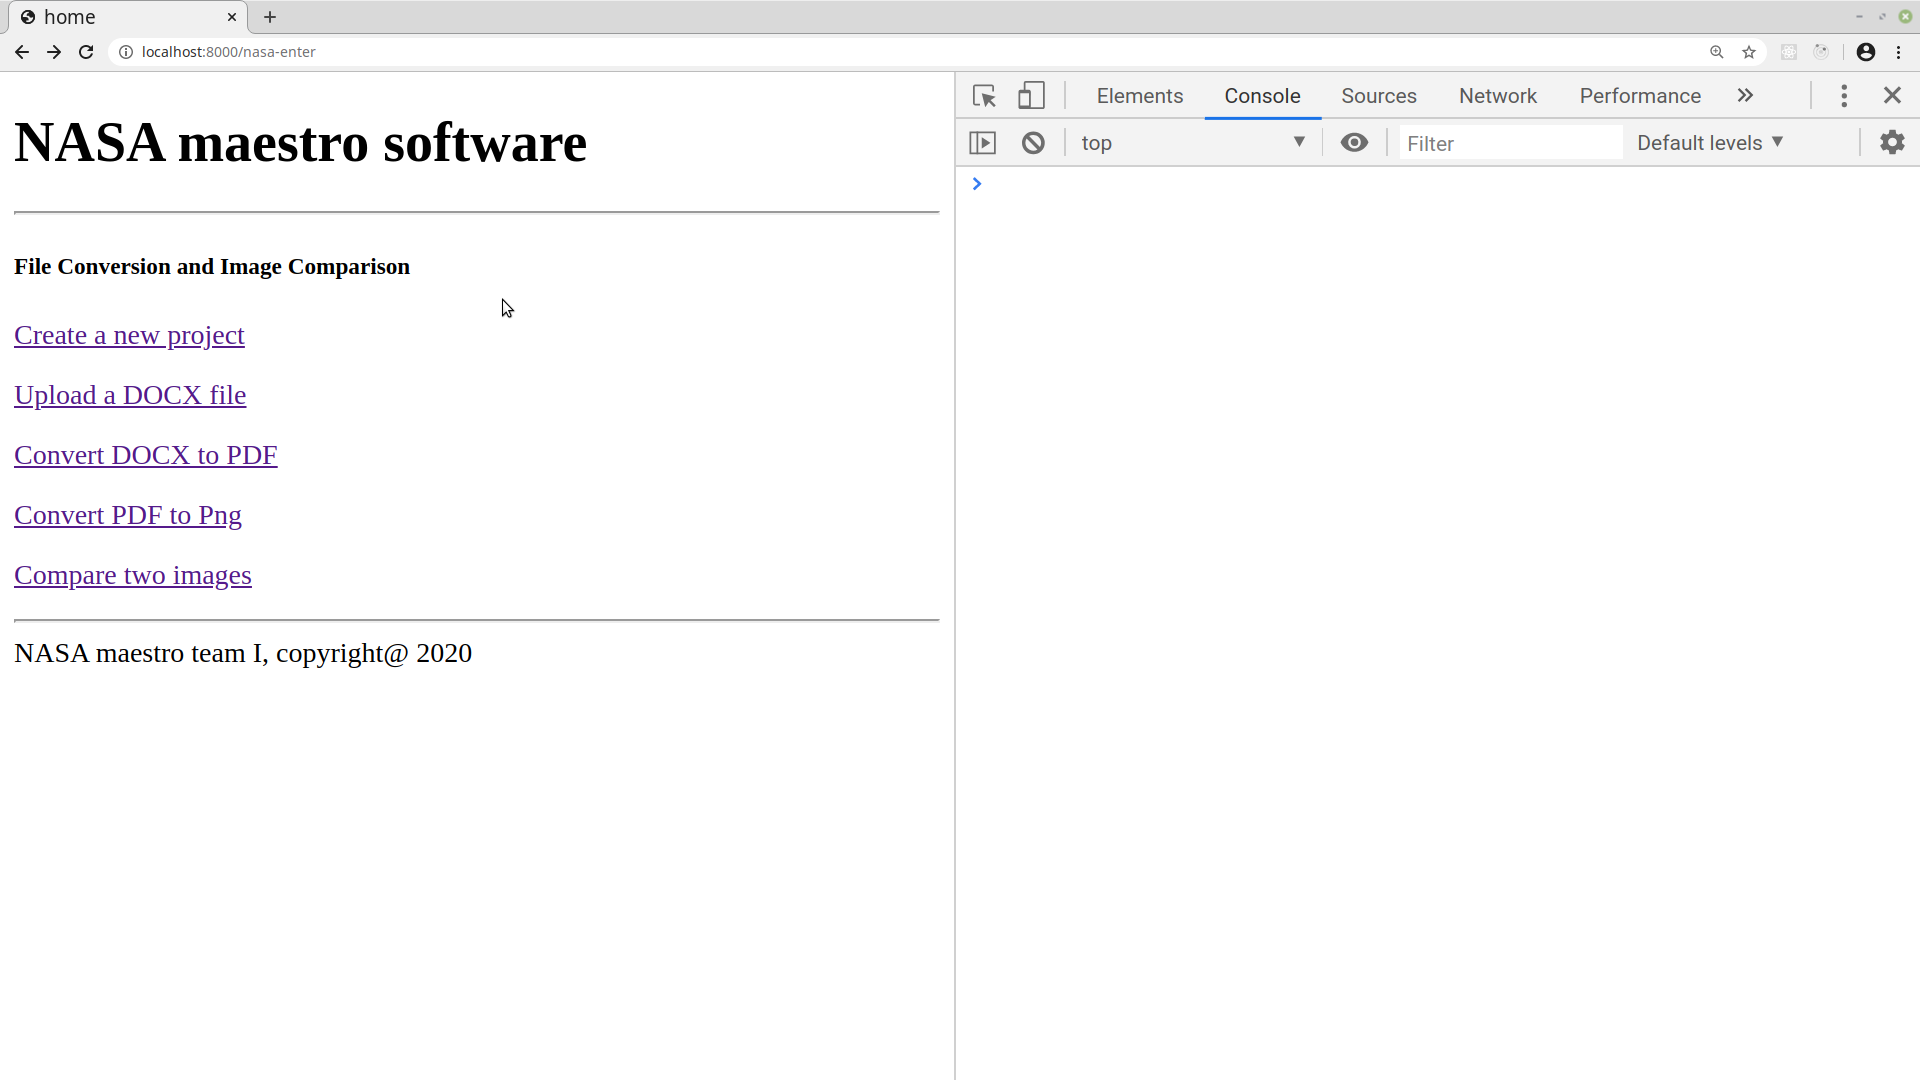 home
localhost:8000/nasa-enter
NASA maestro software
File Conversion and Image Comparison
Create a new project
Upload a DOCX file
Convert DOCX to PDF
Convert PDF to Png
Compare two images
NASA maestro team I, copyright@ 2020
Elements Console Sources Network Performance
top Filter Default levels